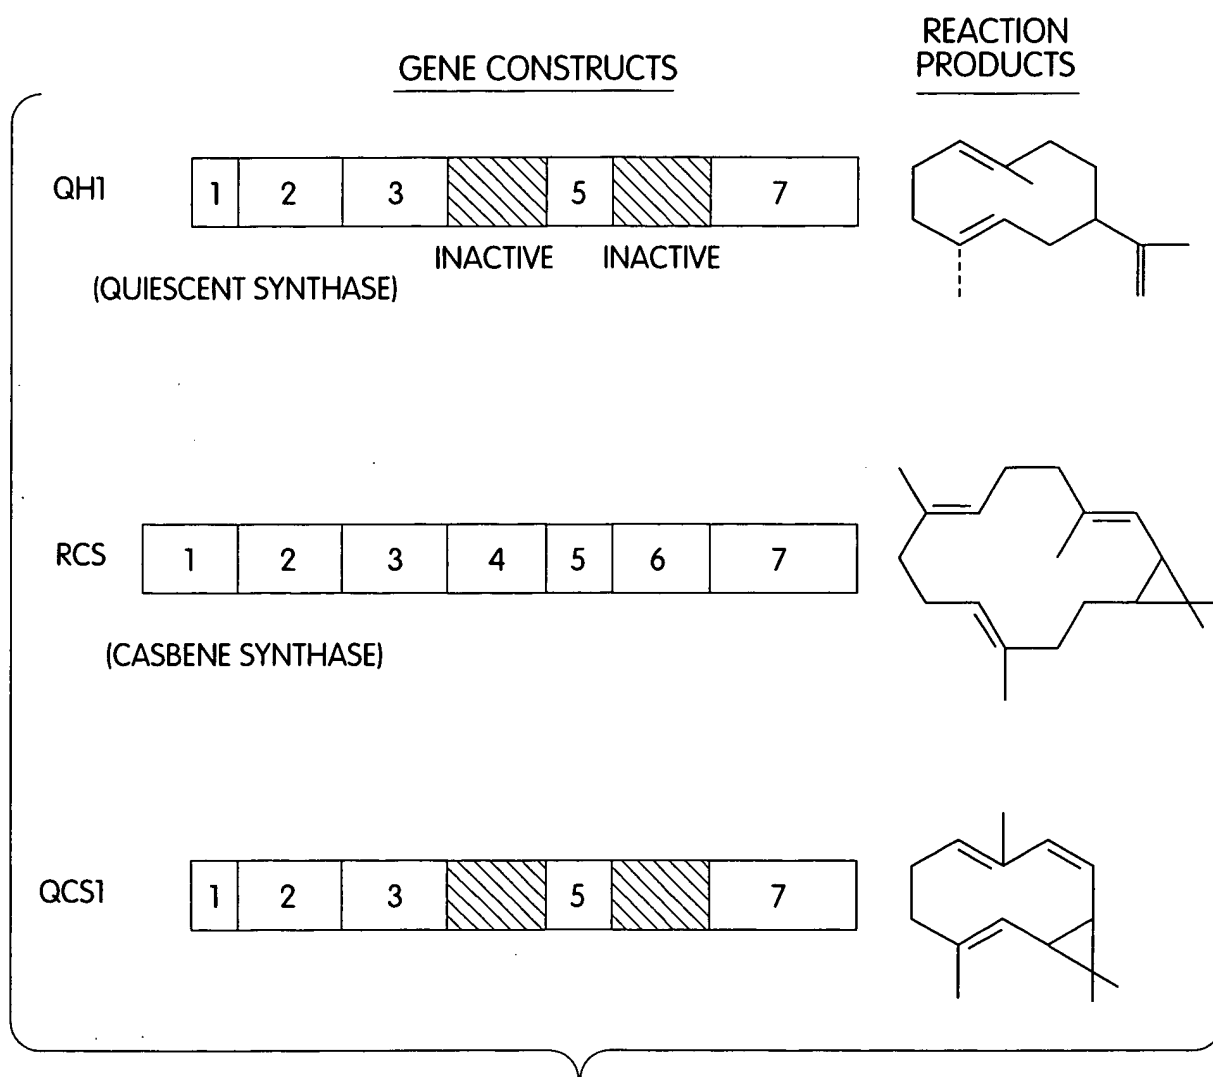 GENE CONSTRUCTS
REACTION
PRODUCTS
QH1
1 2 3 5 7
INACTIVE INACTIVE
(QUIESCENT SYNTHASE)
RCS
1 2 3 4 5 6 7
(CASBENE SYNTHASE)
QCS1
1 2 3 5 7